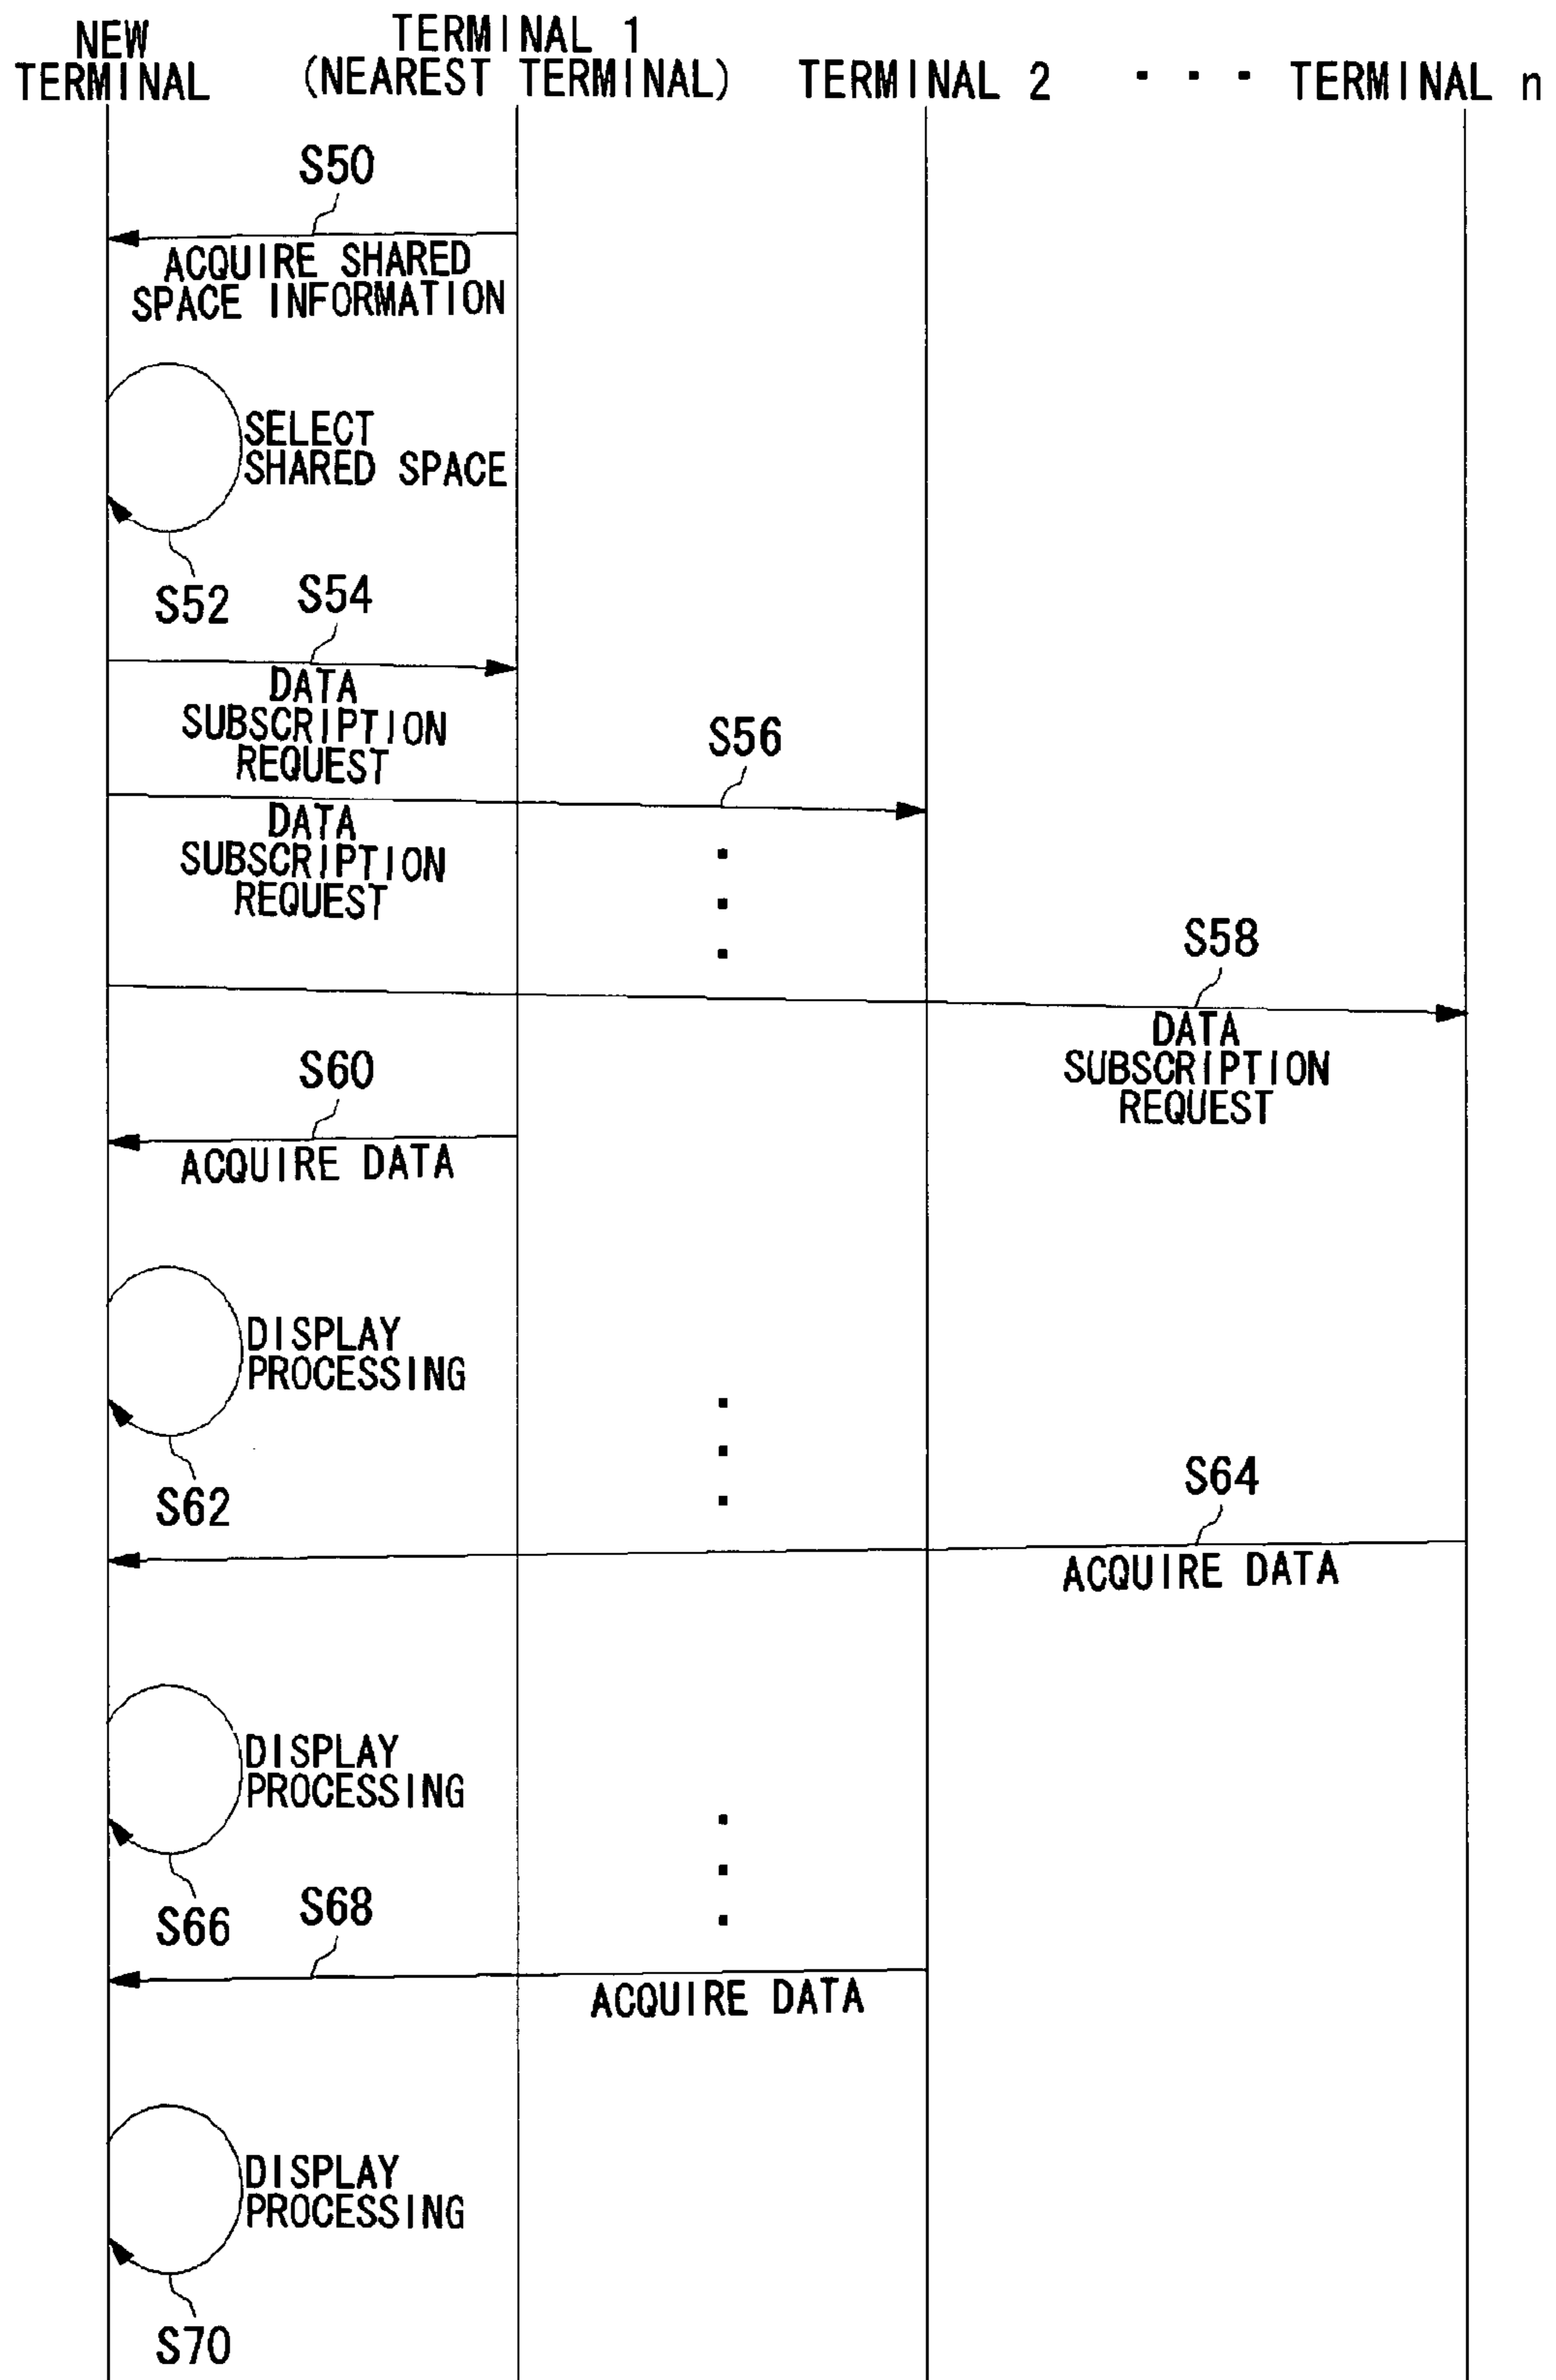 NEW
TERMINAL
TERMINAL 1
(NEAREST TERMINAL)
TERMINAL 2
· · ·
TERMINAL n
S50
ACQUIRE SHARED
SPACE INFORMATION
SELECT
SHARED SPACE
S52
S54
DATA
SUBSCRIPTION
REQUEST
S56
DATA
SUBSCRIPTION
REQUEST
S58
DATA
SUBSCRIPTION
REQUEST
S60
ACQUIRE DATA
DISPLAY
PROCESSING
S62
S64
ACQUIRE DATA
DISPLAY
PROCESSING
S66
S68
ACQUIRE DATA
DISPLAY
PROCESSING
S70